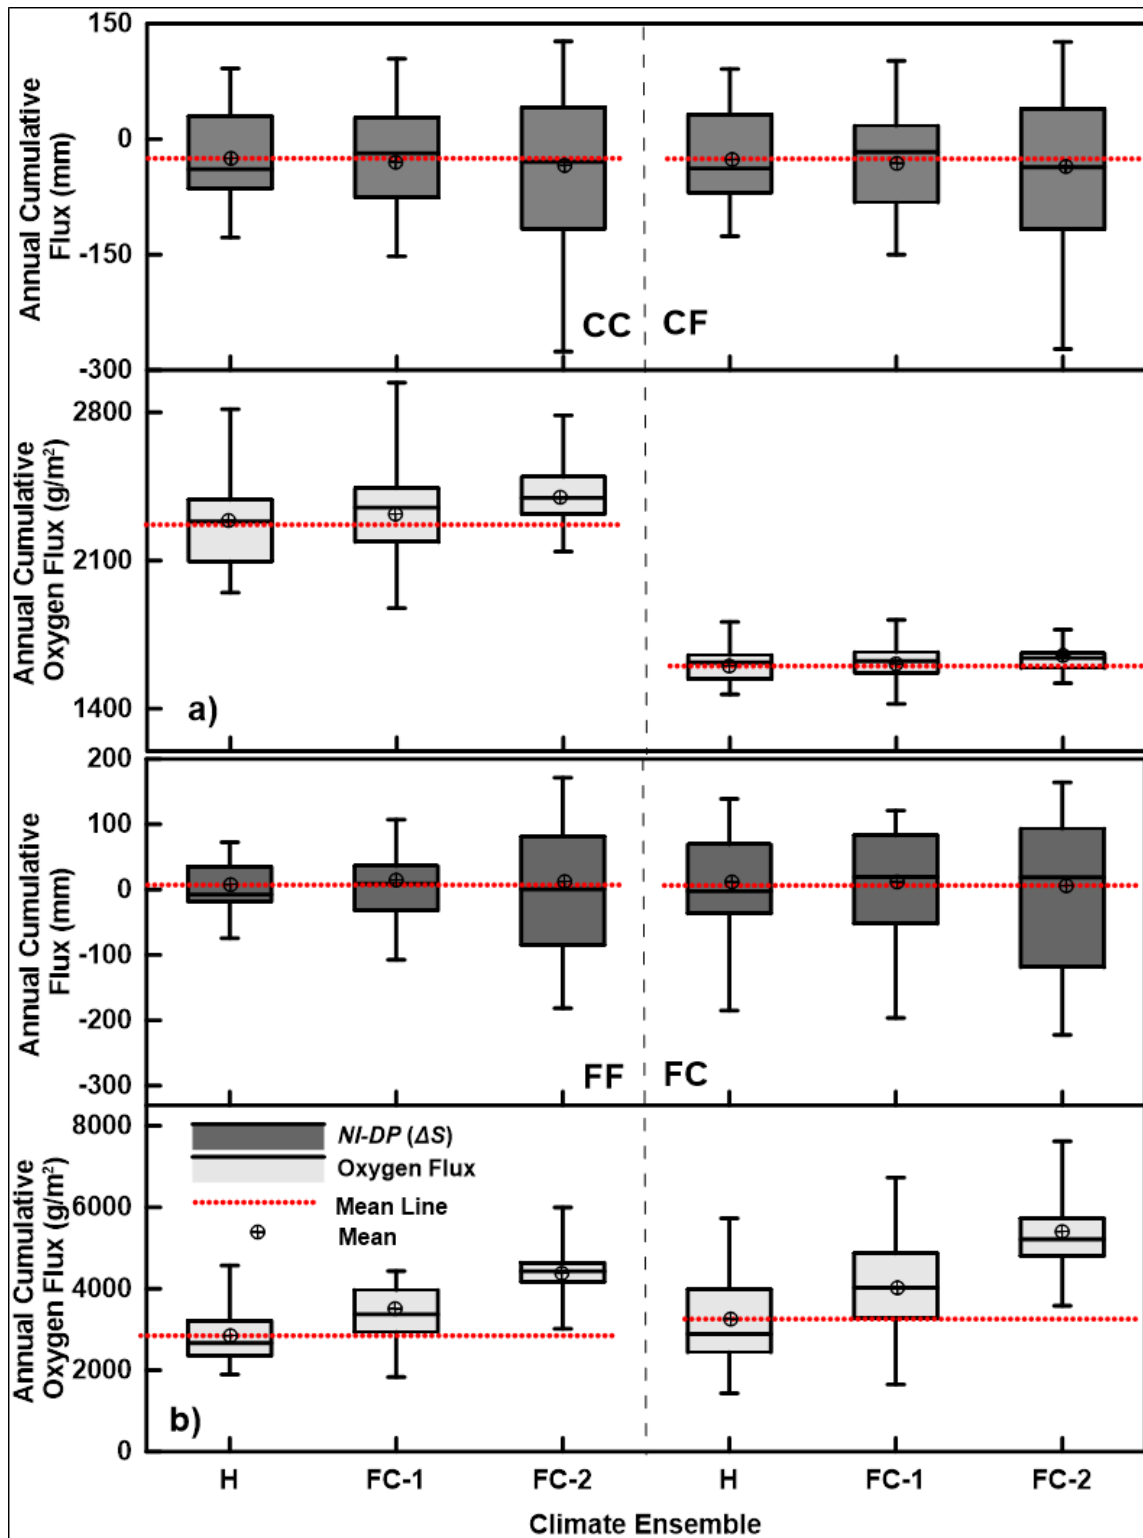 Annual Cumulative
Flux (mm)
150
0
-150
-300
CC
CF
Annual Cumulative
Oxygen Flux (g/m²)
2800
2100
1400
a)
Annual Cumulative
Flux (mm)
200
100
0
-100
-200
-300
FF
FC
Annual Cumulative
Oxygen Flux (g/m²)
8000
6000
4000
2000
0
NI-DP (ΔS)
Oxygen Flux
Mean Line
Mean
b)
H FC-1 FC-2 H FC-1 FC-2
Climate Ensemble